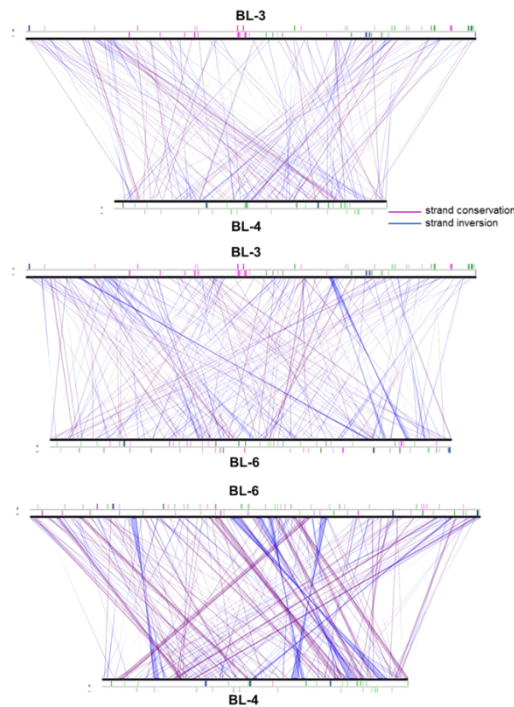 BL-3
BL-4
strand conservation
strand inversion
BL-3
BL-6
BL-6
BL-4